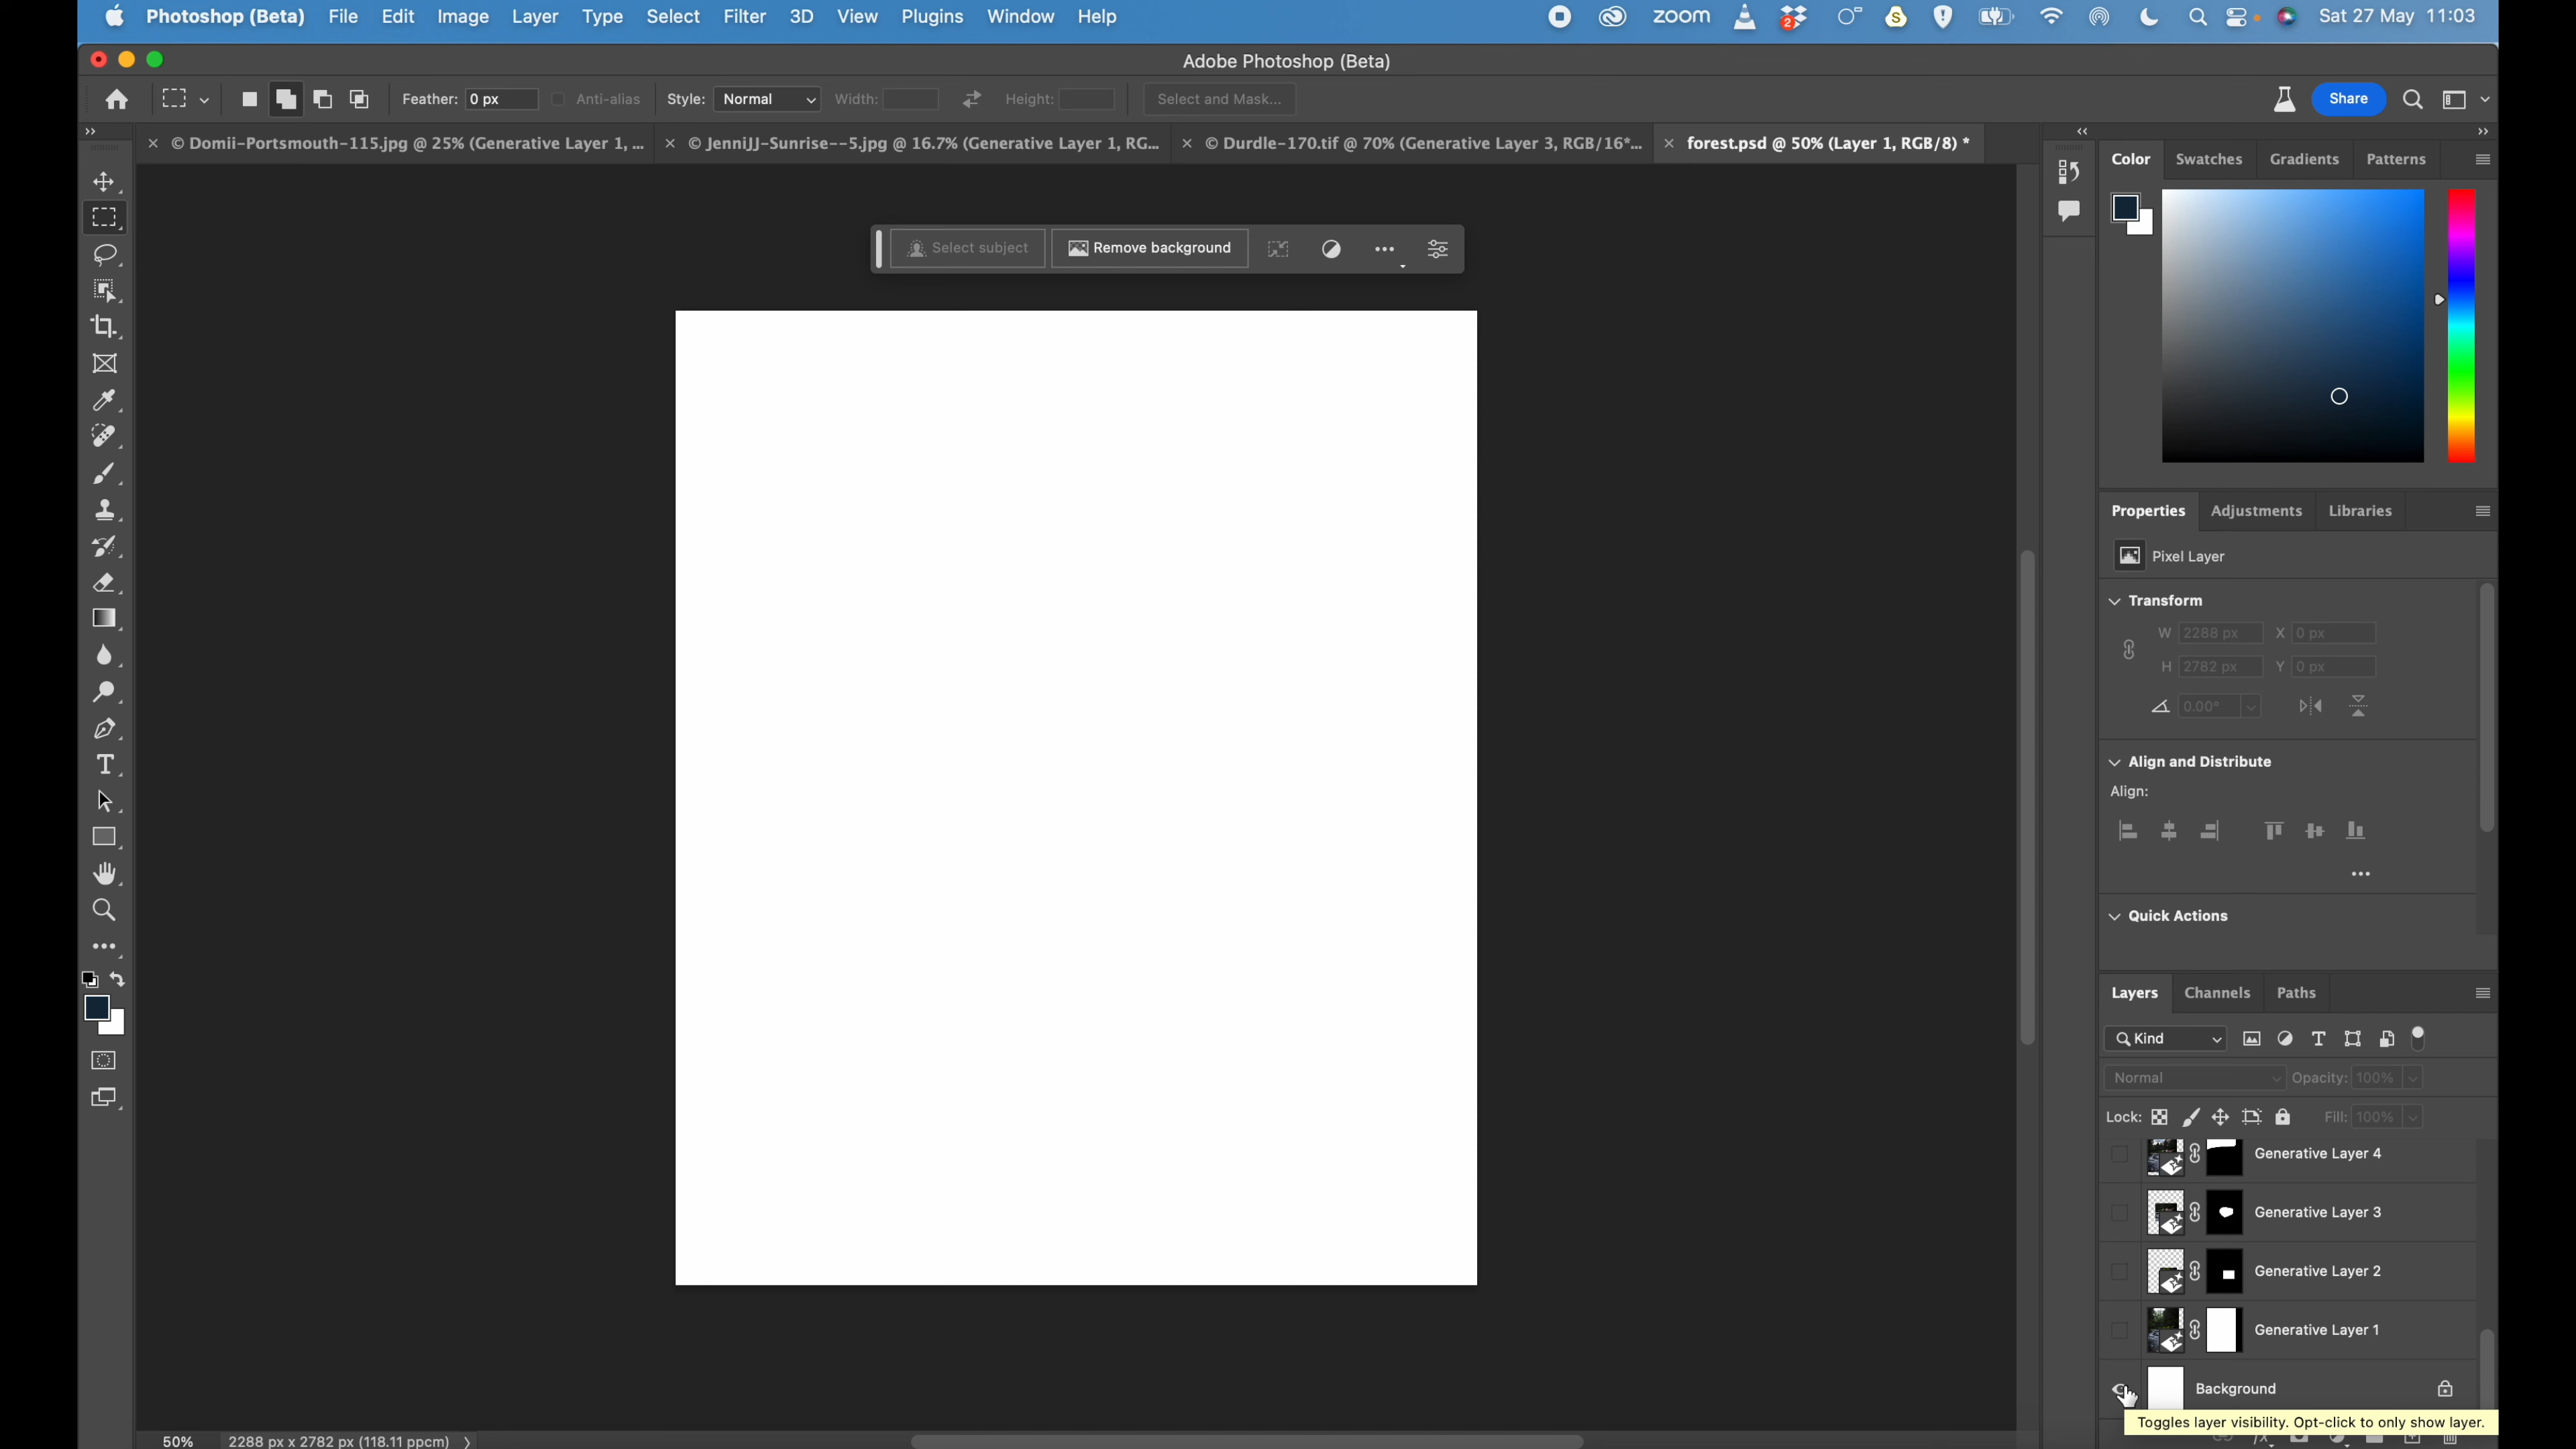 Photoshop (Beta) File Edit Image Layer Type Select Filter 3D View Plugins Window Help zoom 2 S Sat 27 May 11:03
Adobe Photoshop (Beta)
Feather: 0 px Anti-alias Style: Normal Width: Height: Select and Mask... Share
© Domii-Portsmouth-115.jpg @ 25% (Generative Layer 1, ... © JenniJJ-Sunrise--5.jpg @ 16.7% (Generative Layer 1, RG... © Durdle-170.tif @ 70% (Generative Layer 3, RGB/16*... forest.psd @ 50% (Layer 1, RGB/8) *
Color Swatches Gradients Patterns
Select subject Remove background
Properties Adjustments Libraries
Pixel Layer
Transform
W 2288 px X 0 px
H 2782 px Y 0 px
0.00°
Align and Distribute
Align:
Quick Actions
Layers Channels Paths
Kind
Normal Opacity: 100%
Lock: Fill: 100%
Generative Layer 4
Generative Layer 3
Generative Layer 2
Generative Layer 1
Background
Toggles layer visibility. Opt-click to only show layer.
50% 2288 px x 2782 px (118.11 ppcm)